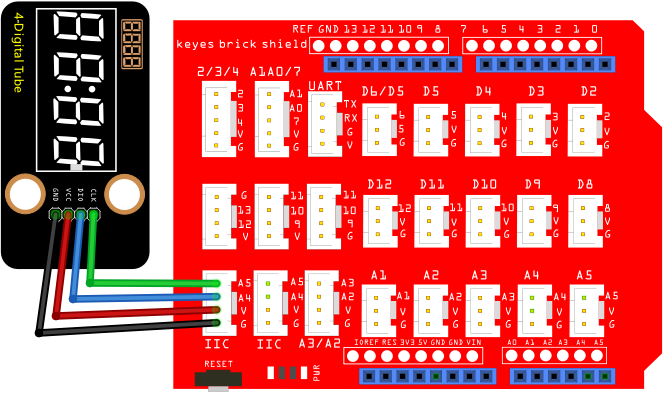 4-Digital Tube
GND VCC DIO CLK
REF GND 13 12 11 10 9 8 7 6 5 4 3 2 1 0
keyes brick shield
2/3/4 A1A0/7 UART D6/D5 D5 D4 D3 D2
2 3 4 V G
A1 A0 7 V G
TX RX G V
6 5 G
5 V G
4 V G
3 V G
2 V G
G 13 12 V
11 10 9 V
11 10 9 G
D12 D11 D10 D9 D8
12 V G
11 V G
10 V G
9 V G
8 V G
A5 A4 V G
A5 A4 V G
A3 A2 V G
A1 A2 A3 A4 A5
A1 V G
A2 V G
A3 V G
A4 V G
A5 V G
IIC IIC A3/A2
IOREF RES 3V3 5V GND GND VIN A0 A1 A2 A3 A4 A5
RESET
PWR